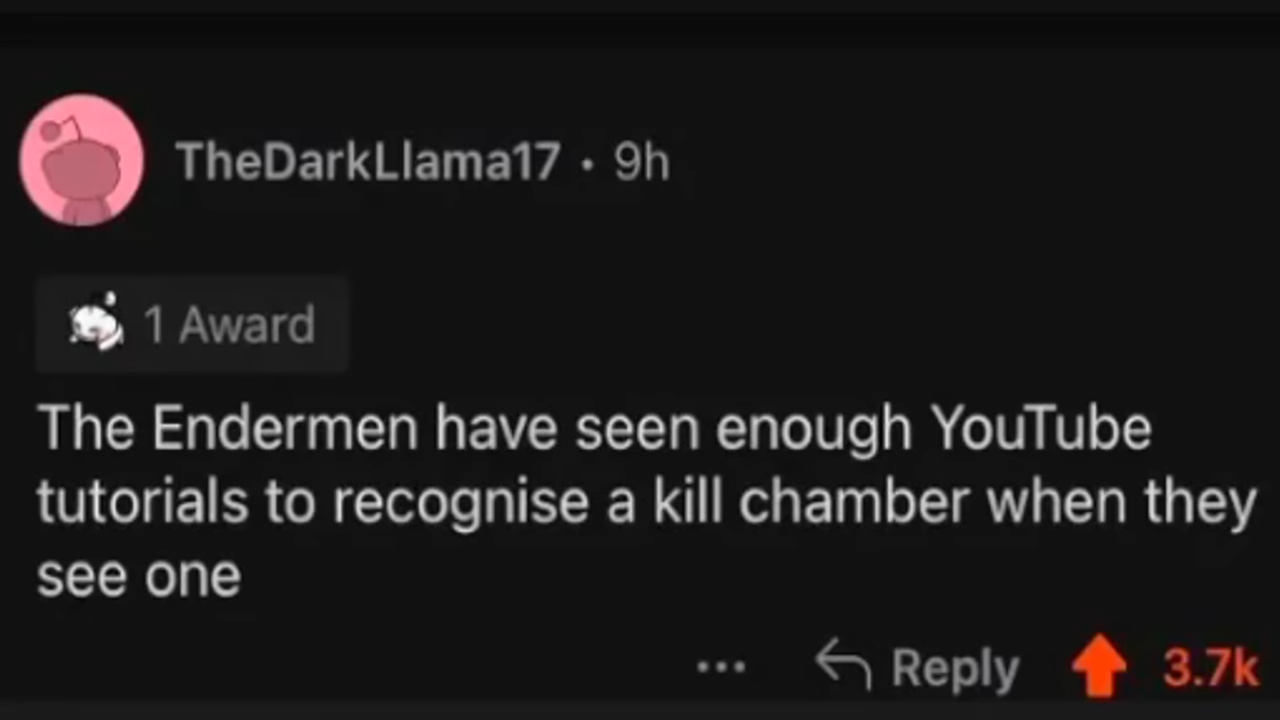 TheDarkLlama17 · 9h
1 Award
The Endermen have seen enough YouTube
tutorials to recognise a kill chamber when they
see one
... Reply 3.7k